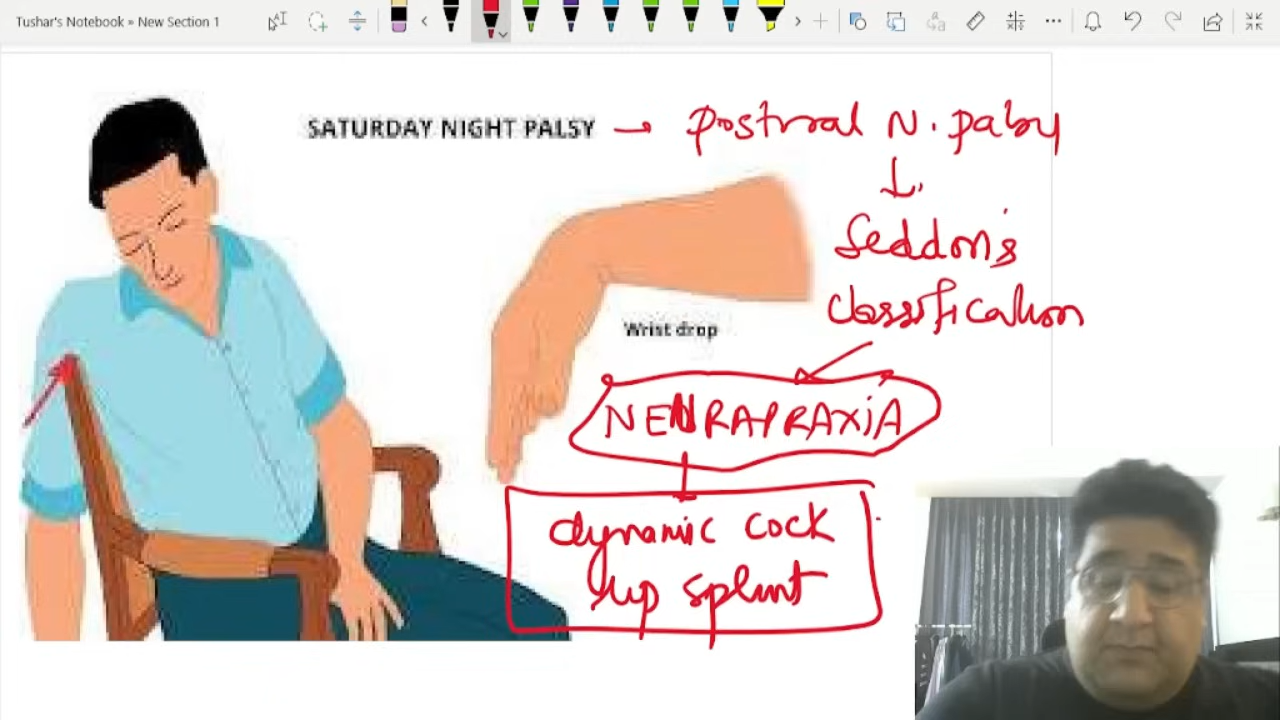 Tushar's Notebook » New Section 1
SATURDAY NIGHT PALSY → postural N. palsy
↓
Seddon's
classification
Wrist drop
NEURAPRAXiA
dynamic cock
up splint